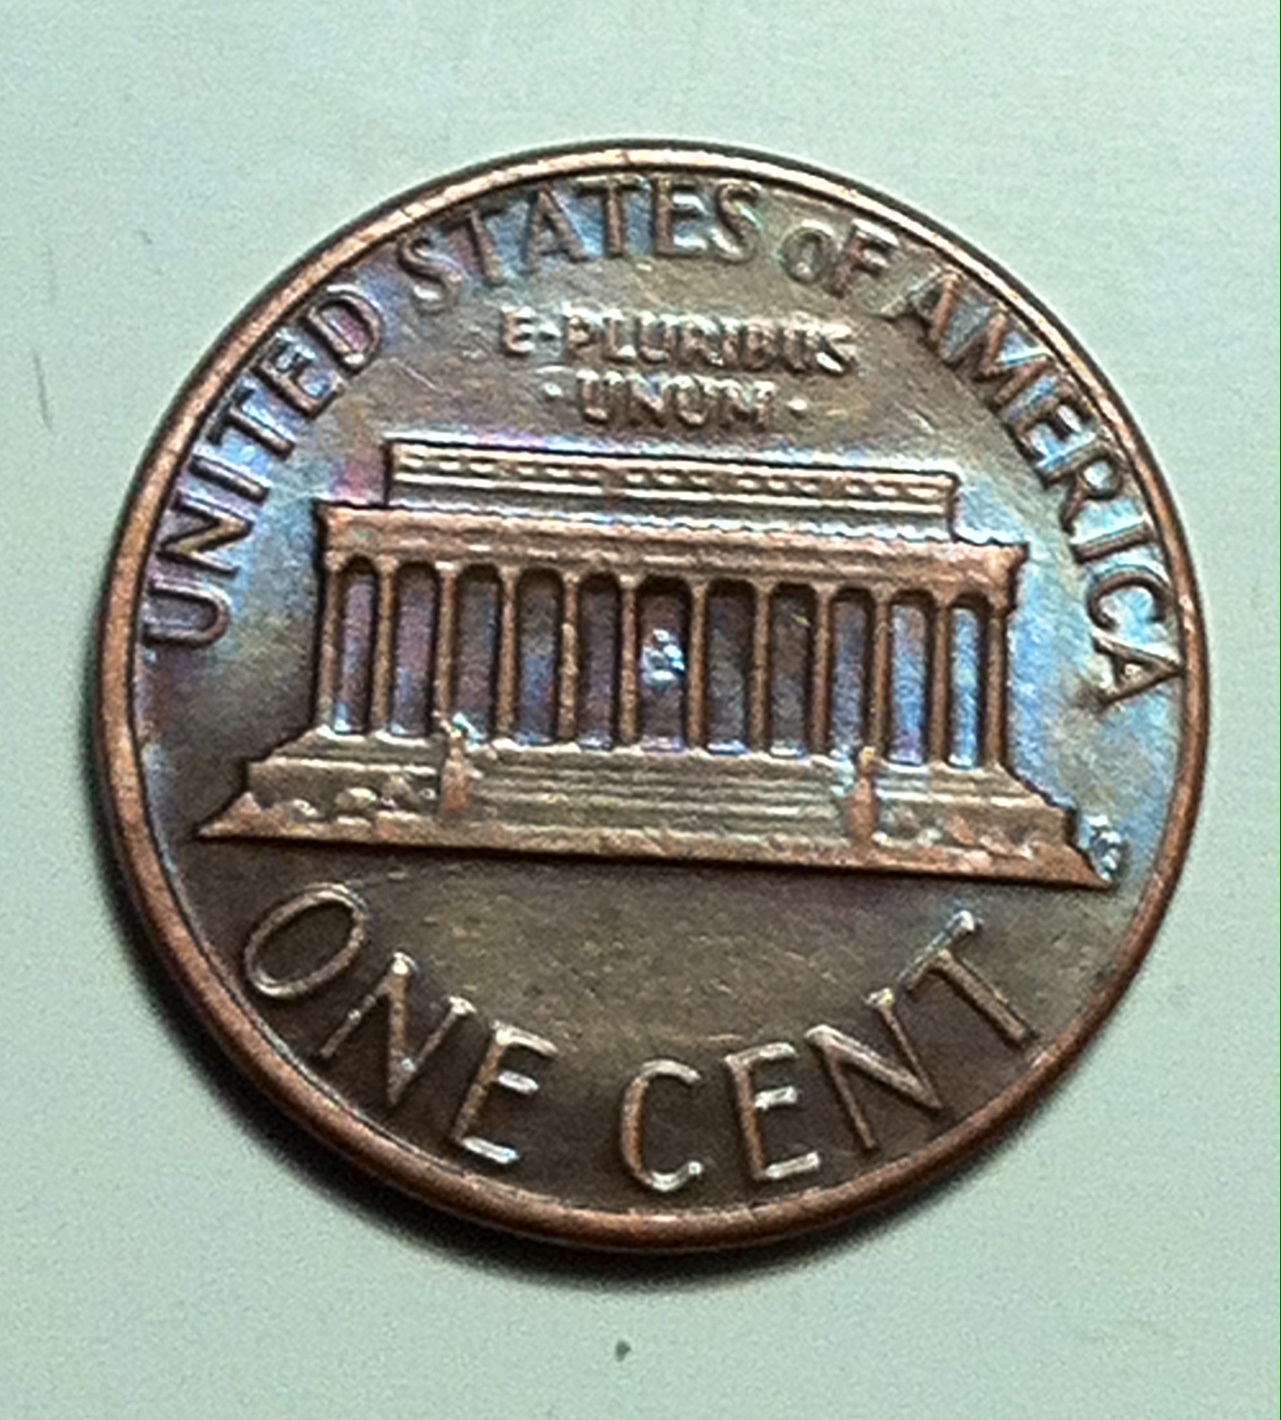 UNITED STATES OF AMERICA
E·PLURIBUS
·UNUM·
ONE CENT